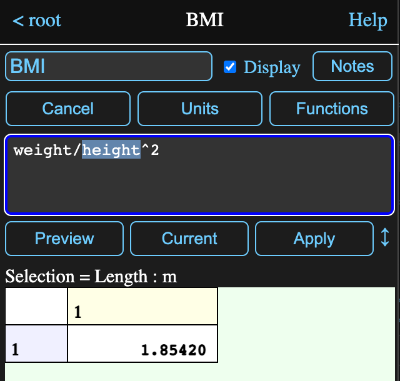 < root BMI Help
BMI Display Notes
Cancel Units Functions
weight/height^2
Preview Current Apply ↕
Selection = Length : m
1
1 1.85420